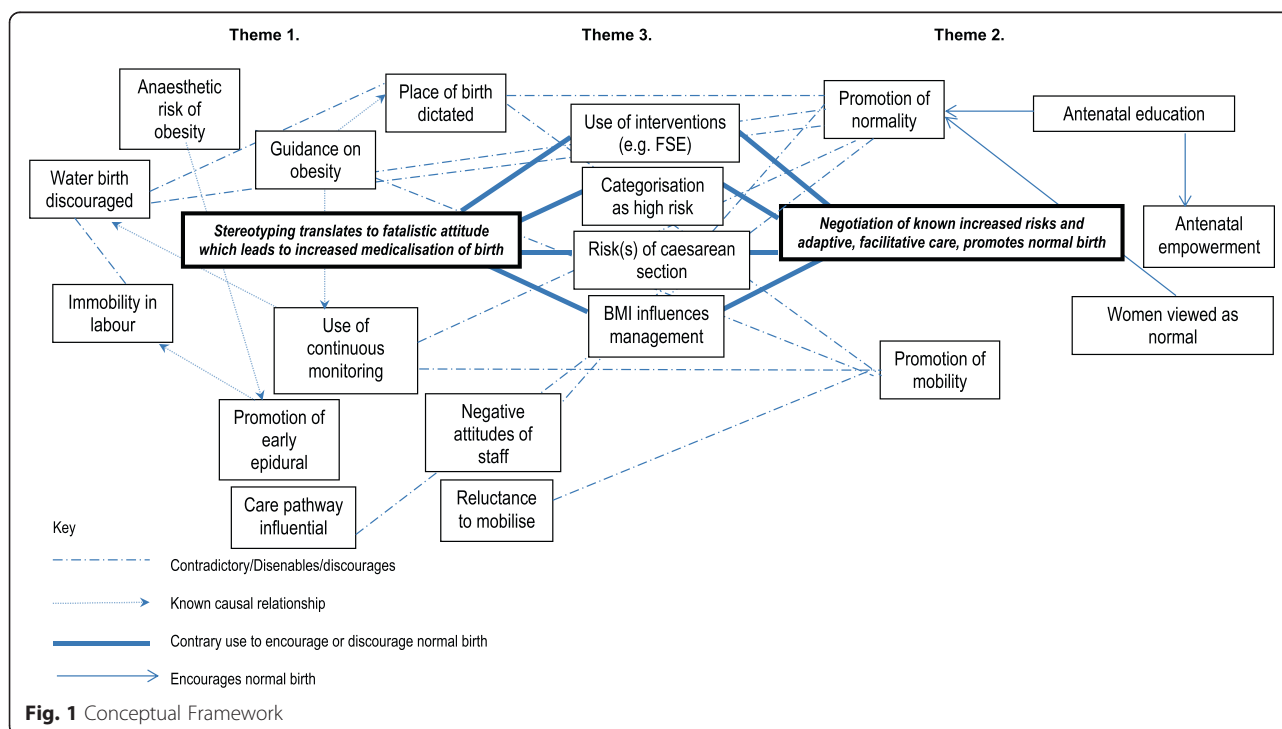 Theme 1.
Theme 3.
Theme 2.
Anaesthetic
risk of
obesity
Place of birth
dictated
Guidance on
obesity
Water birth
discouraged
Stereotyping translates to fatalistic attitude
which leads to increased medicalisation of birth
Immobility in
labour
Use of
continuous
monitoring
Promotion of
early
epidural
Care pathway
influential
Negative
attitudes of
staff
Reluctance
to mobilise
Use of interventions
(e.g. FSE)
Categorisation
as high risk
Risk(s) of caesarean
section
BMI influences
management
Promotion of
normality
Antenatal education
Negotiation of known increased risks and
adaptive, facilitative care, promotes normal birth
Antenatal
empowerment
Women viewed as
normal
Promotion of
mobility
Key
Contradictory/Disenables/discourages
Known causal relationship
Contrary use to encourage or discourage normal birth
Encourages normal birth
Fig. 1 Conceptual Framework